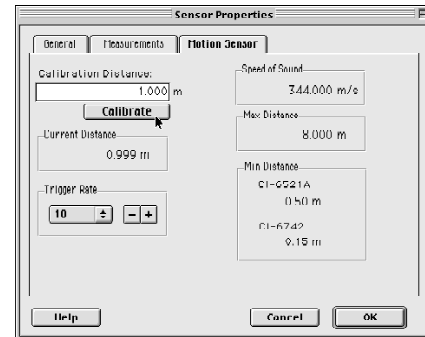 Sensor Properties
General Measurements Motion Sensor
Calibration Distance:
1.000 m
Calibrate
Current Distance
0.999 m
Trigger Rate
10 - +
Speed of Sound
344.000 m/s
Max Distance
8.000 m
Min Distance
CI-6521A
0.50 m
CI-6742
0.15 m
Help Cancel OK